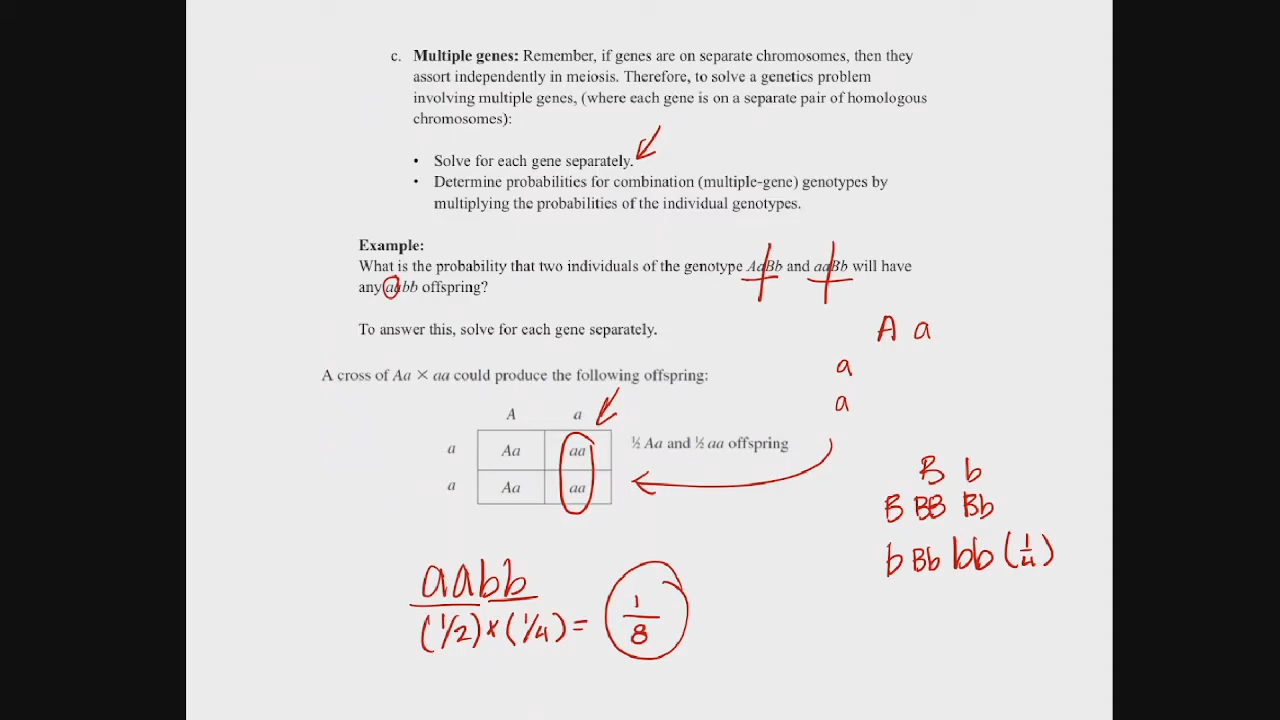 c. Multiple genes: Remember, if genes are on separate chromosomes, then they
assort independently in meiosis. Therefore, to solve a genetics problem
involving multiple genes, (where each gene is on a separate pair of homologous
chromosomes):
• Solve for each gene separately.
• Determine probabilities for combination (multiple-gene) genotypes by
multiplying the probabilities of the individual genotypes.
Example:
What is the probability that two individuals of the genotype AaBb and aaBb will have
any aabb offspring?
To answer this, solve for each gene separately.
A a
a
a
A cross of Aa × aa could produce the following offspring:
A a
a Aa aa ½ Aa and ½ aa offspring
a Aa aa
B b
B BB Bb
b Bb bb (1/4)
aabb
(1/2) × (1/4) = 1/8